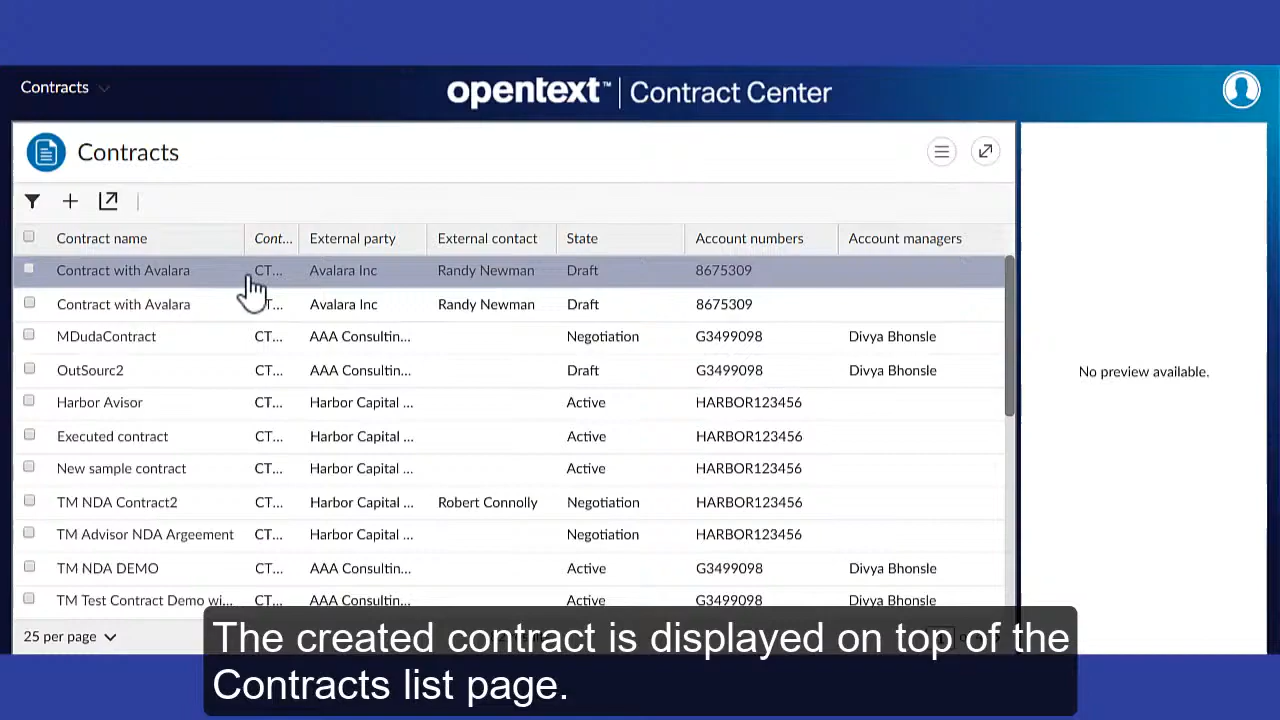 Contracts
opentext™ | Contract Center
Contracts
Contract name Cont... External party External contact State Account numbers Account managers
Contract with Avalara CT... Avalara Inc Randy Newman Draft 8675309
Contract with Avalara T... Avalara Inc Randy Newman Draft 8675309
MDudaContract CT... AAA Consultin... Negotiation G3499098 Divya Bhonsle
OutSourc2 CT... AAA Consultin... Draft G3499098 Divya Bhonsle
Harbor Avisor CT... Harbor Capital ... Active HARBOR123456
Executed contract CT... Harbor Capital ... Active HARBOR123456
New sample contract CT... Harbor Capital ... Active HARBOR123456
TM NDA Contract2 CT... Harbor Capital ... Robert Connolly Negotiation HARBOR123456
TM Advisor NDA Argeement CT... Harbor Capital ... Negotiation HARBOR123456
TM NDA DEMO CT... AAA Consultin... Active G3499098 Divya Bhonsle
TM Test Contract Demo wi... CT... AAA Consultin... Active G3499098 Divya Bhonsle
25 per page
No preview available.
The created contract is displayed on top of the
Contracts list page.